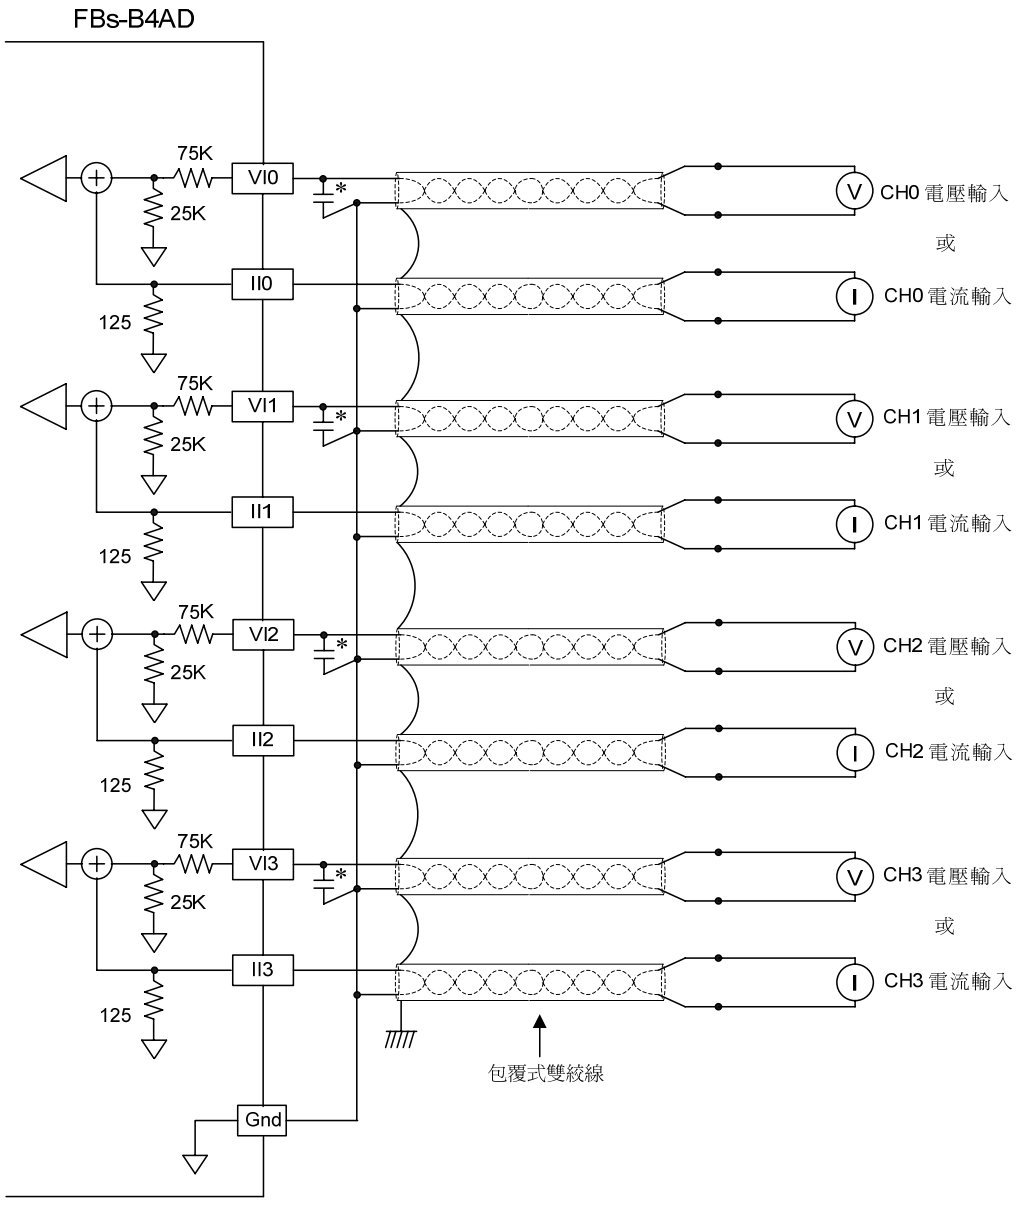 FBs-B4AD
75K
VI0
*
V
CH0 電壓輸入
25K
或
II0
I
CH0 電流輸入
125
75K
VI1
*
V
CH1 電壓輸入
25K
或
II1
I
CH1 電流輸入
125
75K
VI2
*
V
CH2 電壓輸入
25K
或
II2
I
CH2 電流輸入
125
75K
VI3
*
V
CH3 電壓輸入
25K
或
II3
I
CH3 電流輸入
125
包覆式雙絞線
Gnd